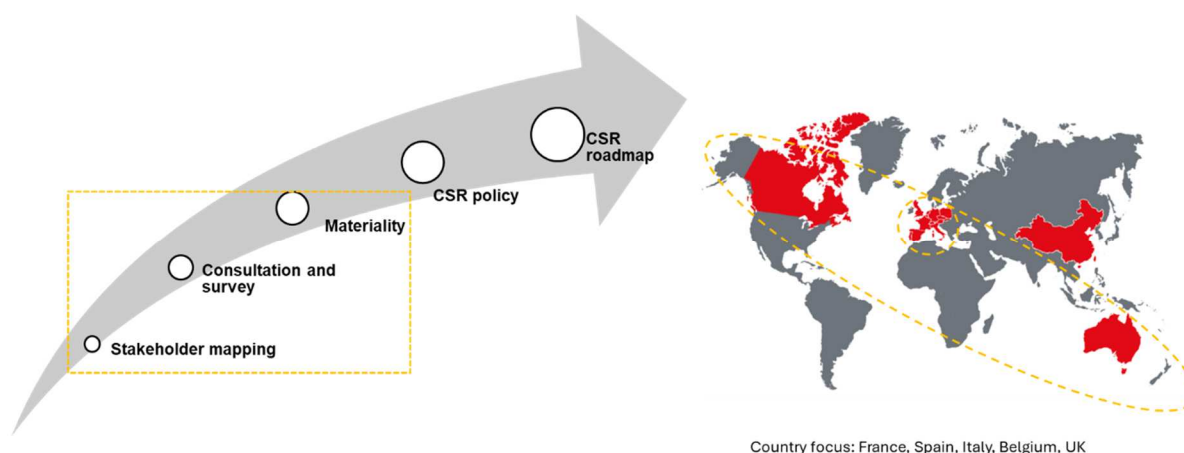 CSR
roadmap
CSR policy
Materiality
Consultation and
survey
Stakeholder mapping
Country focus: France, Spain, Italy, Belgium, UK